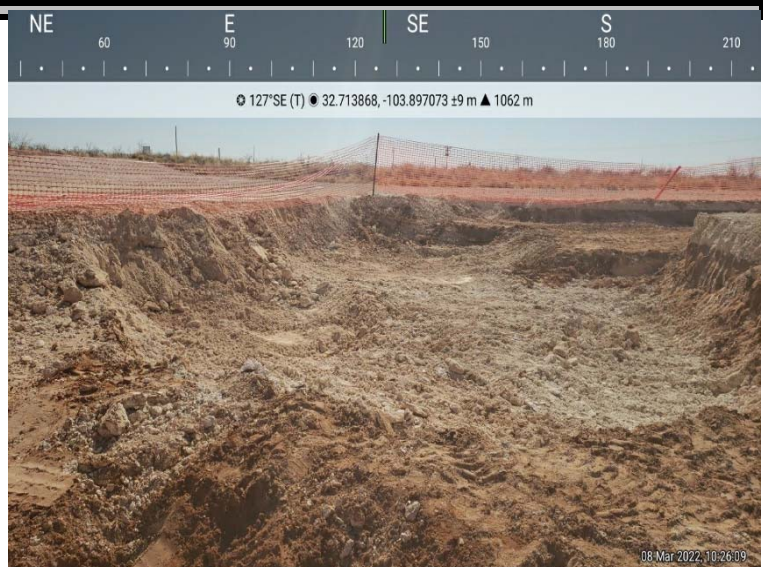 NE E SE S
60 90 120 150 180 210
127°SE (T) 32.713868, -103.897073 ±9 m ▲ 1062 m
08 Mar 2022, 10:26:09